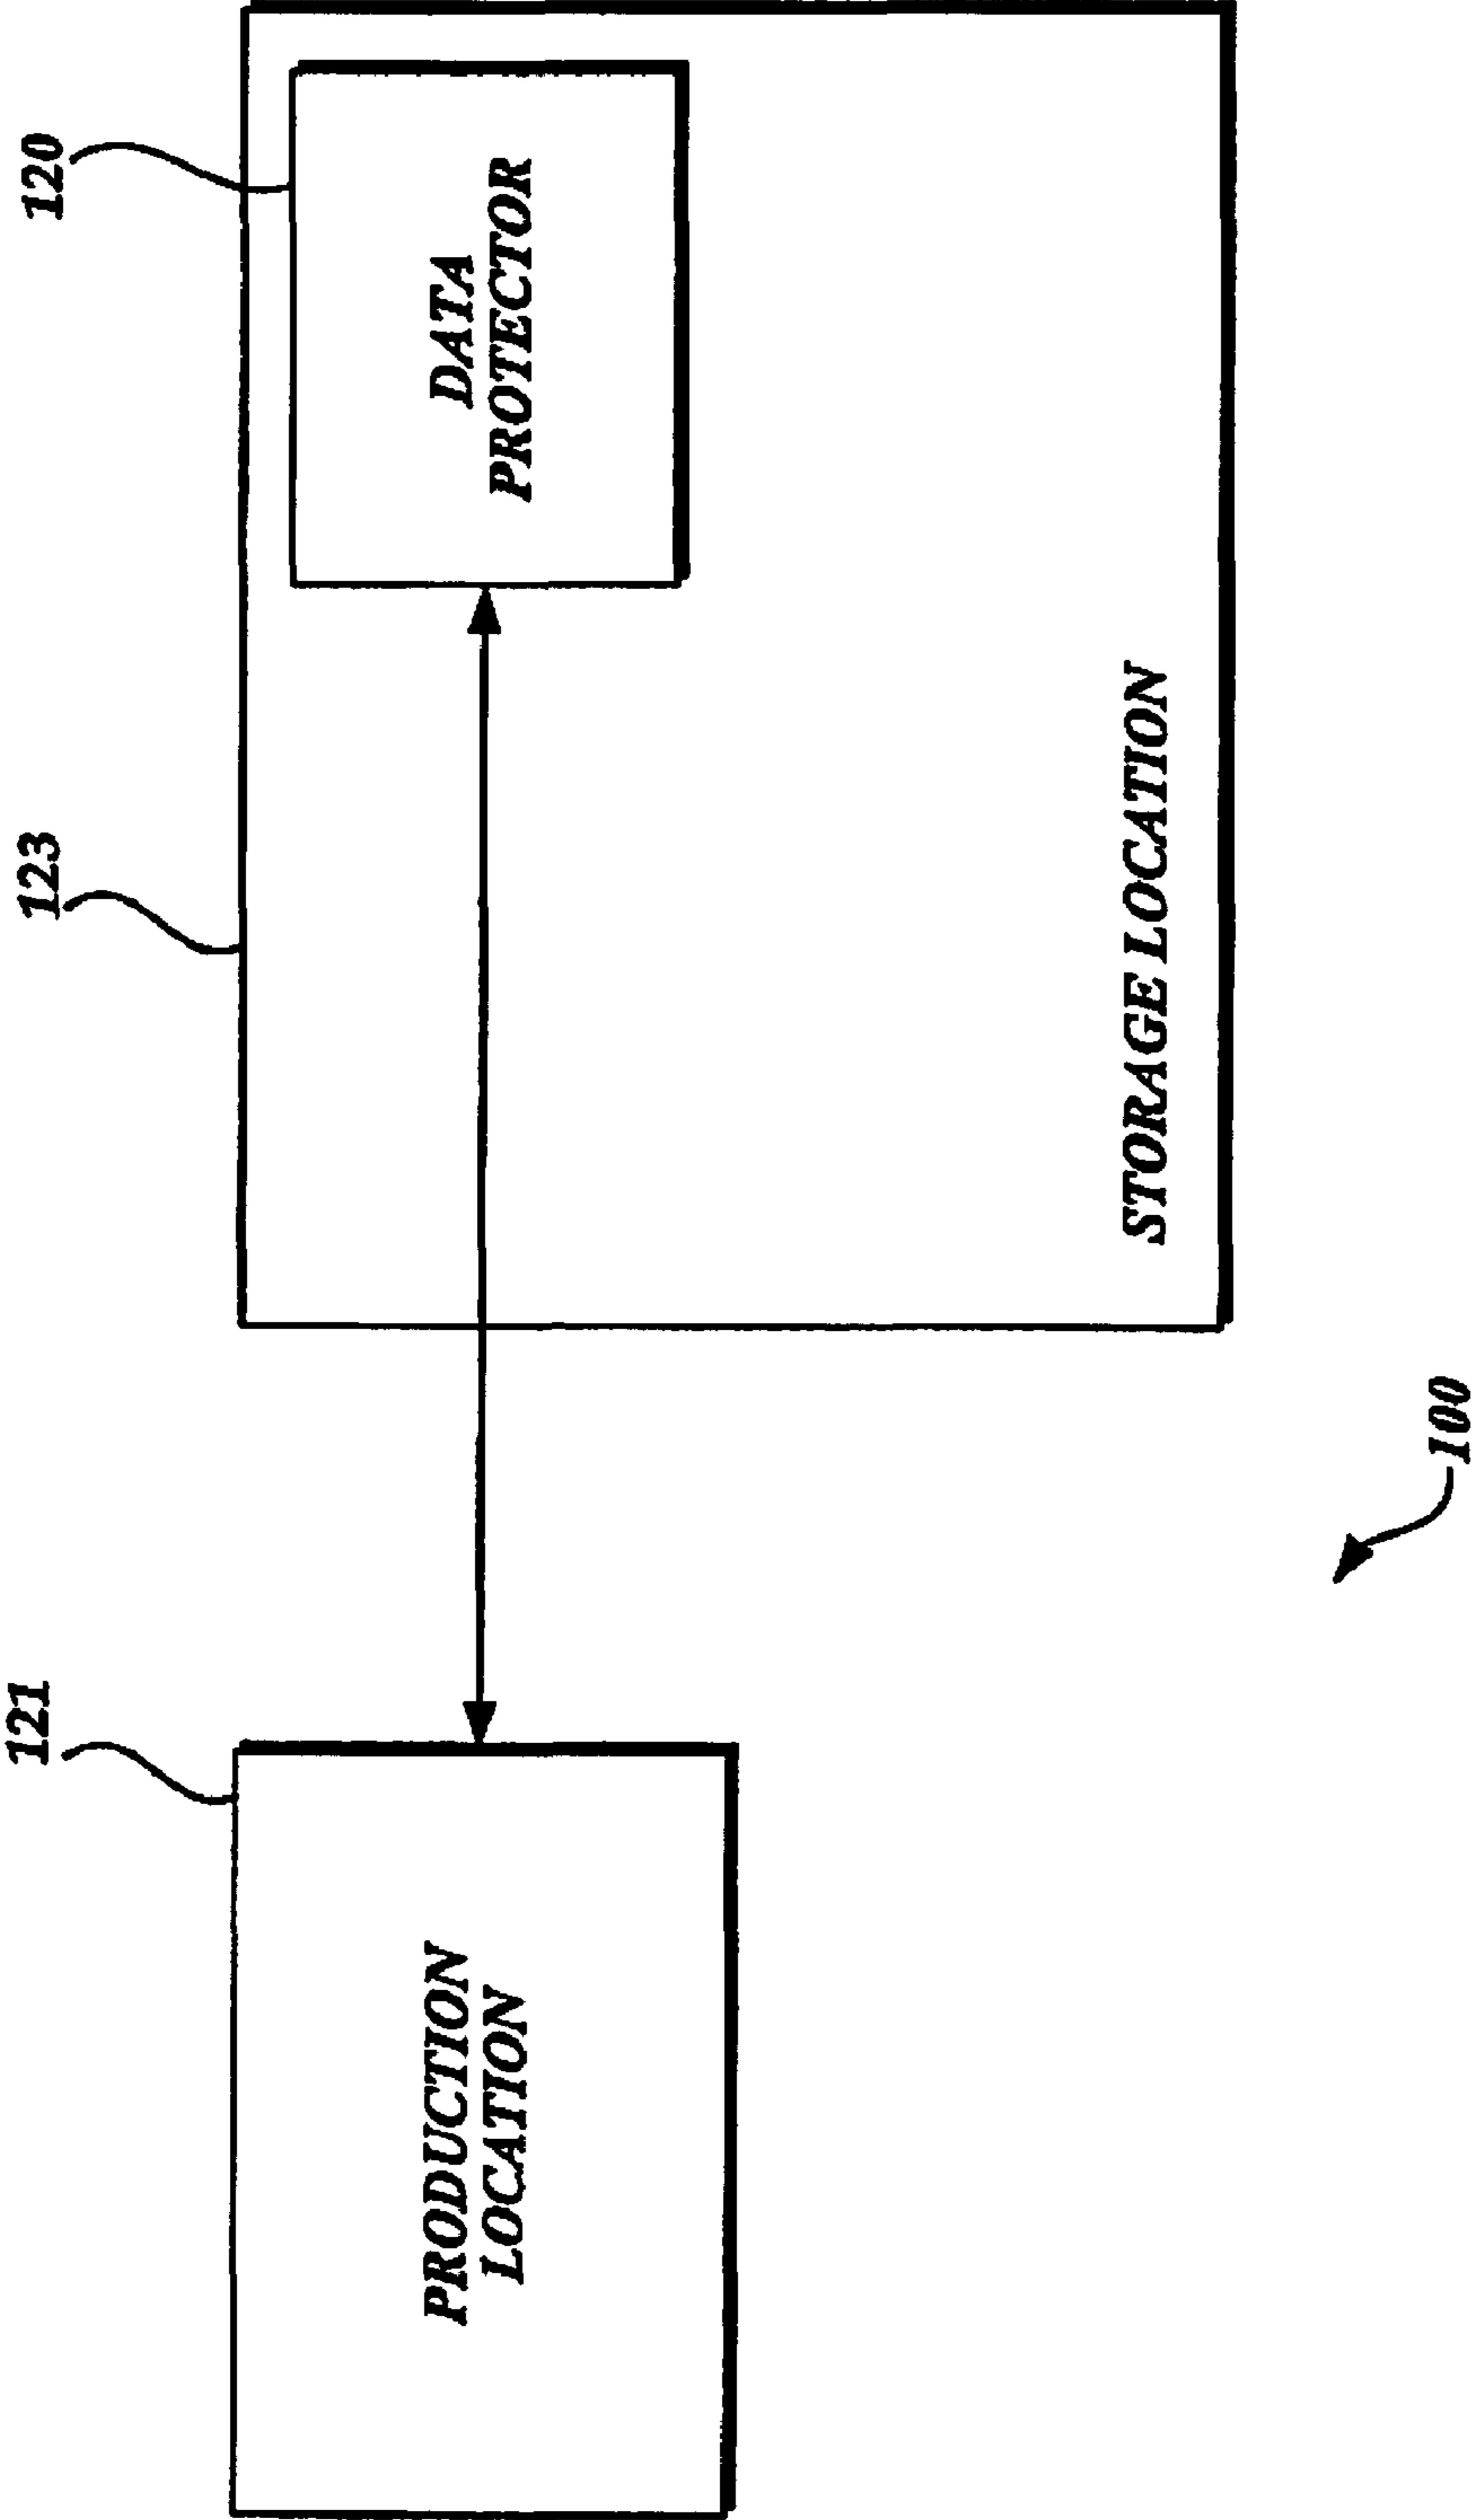 121
123
120
PRODUCTION
LOCATION
DATA
PROTECTOR
STORAGE LOCATION
100